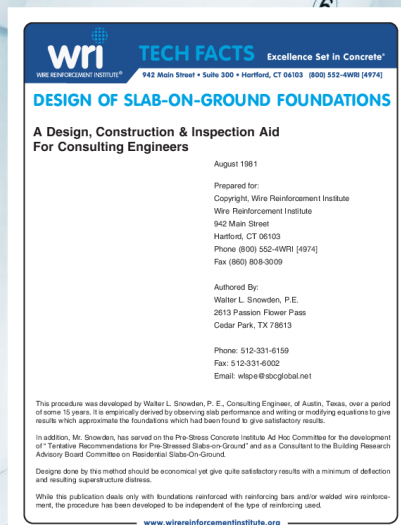 wri
WIRE REINFORCEMENT INSTITUTE®
TECH FACTS Excellence Set in Concrete®
942 Main Street • Suite 300 • Hartford, CT 06103 (800) 552-4WRI [4974]
DESIGN OF SLAB-ON-GROUND FOUNDATIONS
A Design, Construction & Inspection Aid
For Consulting Engineers
August 1981
Prepared for:
Copyright, Wire Reinforcement Institute
Wire Reinforcement Institute
942 Main Street
Hartford, CT 06103
Phone (800) 552-4WRI [4974]
Fax (860) 808-3009
Authored By:
Walter L. Snowden, P.E.
2613 Passion Flower Pass
Cedar Park, TX 78613
Phone: 512-331-6159
Fax: 512-331-6002
Email: wlspe@sbcglobal.net
This procedure was developed by Walter L. Snowden, P. E., Consulting Engineer, of Austin, Texas, over a period
of some 15 years. It is empirically derived by observing slab performance and writing or modifying equations to give
results which approximate the foundations which had been found to give satisfactory results.
In addition, Mr. Snowden, has served on the Pre-Stress Concrete Institute Ad Hoc Committee for the development
of " Tentative Recommendations for Pre-Stressed Slabs-on-Ground" and as a Consultant to the Building Research
Advisory Board Committee on Residential Slabs-On-Ground.
Designs done by this method should be economical yet give quite satisfactory results with a minimum of deflection
and resulting superstructure distress.
While this publication deals only with foundations reinforced with reinforcing bars and/or welded wire reinforce-
ment, the procedure has been developed to be independent of the type of reinforcing used.
www.wirereinforcementinstitute.org